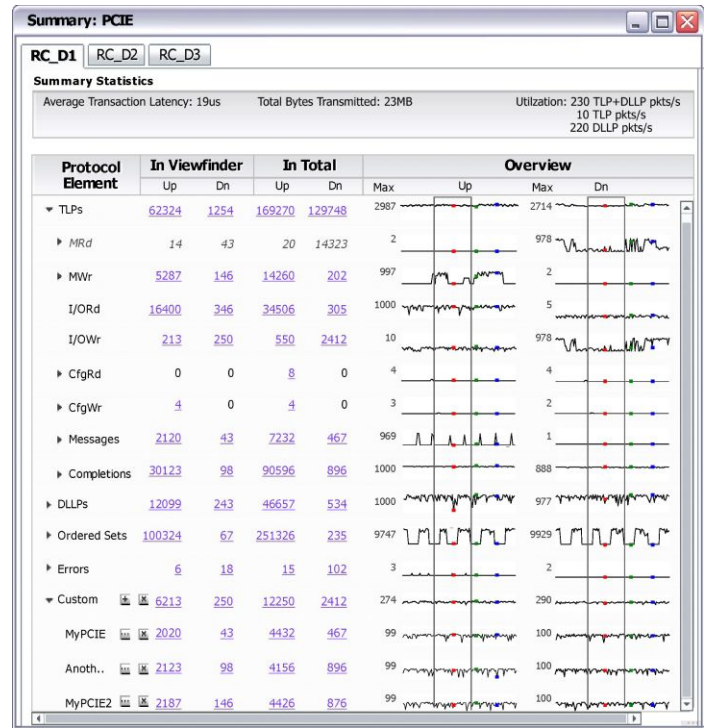 Summary: PCIE
RC_D1 RC_D2 RC_D3
Summary Statistics
Average Transaction Latency: 19us Total Bytes Transmitted: 23MB Utilzation: 230 TLP+DLLP pkts/s
10 TLP pkts/s
220 DLLP pkts/s
Protocol Element In Viewfinder In Total Overview
Up Dn Up Dn Max Up Max Dn
TLPs 62324 1254 169270 129748 2987 2714
MRd 14 43 20 14323 2 978
MWr 5287 146 14260 202 997 2
I/ORd 16400 346 34506 305 1000 5
I/OWr 213 250 550 2412 10 978
CfgRd 0 0 8 0 4 4
CfgWr 4 0 4 0 3 2
Messages 2120 43 7232 467 969 1
Completions 30123 98 90596 896 1000 888
DLLPs 12099 243 46657 534 1000 977
Ordered Sets 100324 67 251326 235 9747 9929
Errors 6 18 15 102 3 2
Custom 6213 250 12250 2412 274 290
MyPCIE 2020 43 4432 467 99 100
Anoth.. 2123 98 4156 896 99 100
MyPCIE2 2187 146 4426 876 99 100